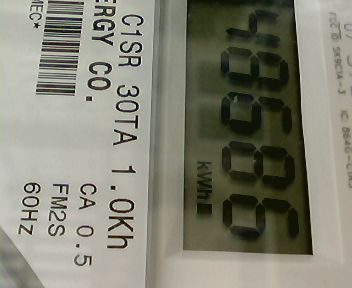 48686
kWh
C1SR 30TA 1.0Kh
ERGY CO.
CA 0.5
FM2S
60HZ